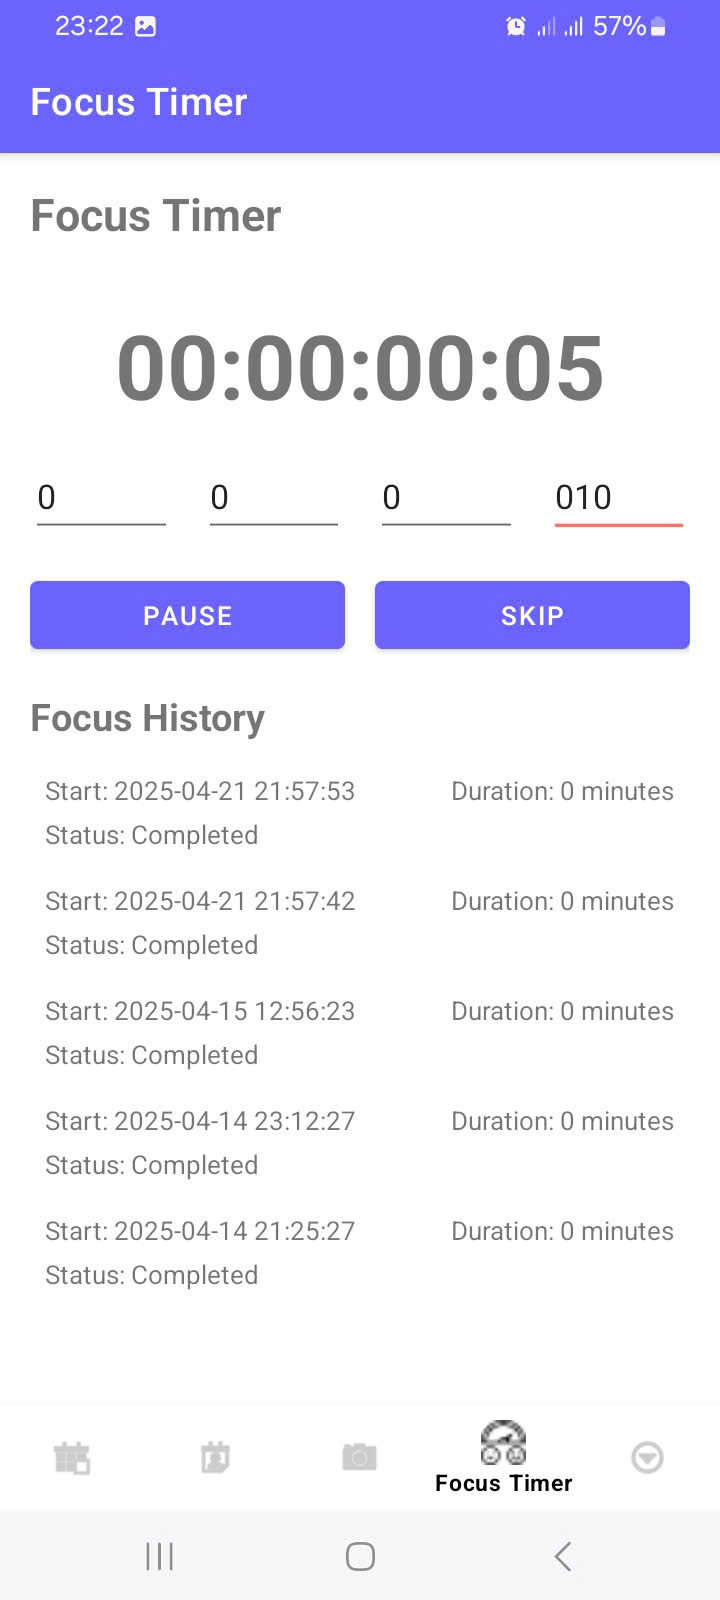 23:22 57%
Focus Timer
Focus Timer
00:00:00:05
0 0 0 010
PAUSE SKIP
Focus History
Start: 2025-04-21 21:57:53 Duration: 0 minutes
Status: Completed
Start: 2025-04-21 21:57:42 Duration: 0 minutes
Status: Completed
Start: 2025-04-15 12:56:23 Duration: 0 minutes
Status: Completed
Start: 2025-04-14 23:12:27 Duration: 0 minutes
Status: Completed
Start: 2025-04-14 21:25:27 Duration: 0 minutes
Status: Completed
Focus Timer